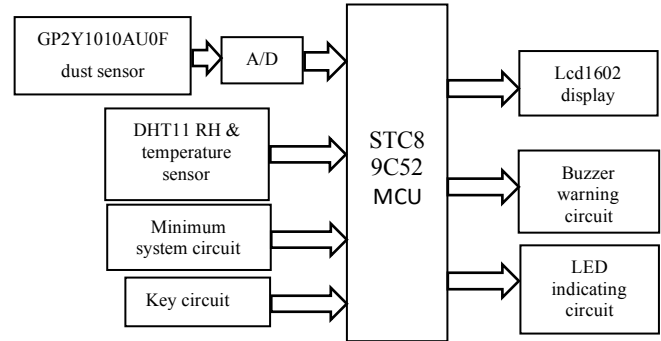 GP2Y1010AU0F
dust sensor
A/D
DHT11 RH &
temperature
sensor
Minimum
system circuit
Key circuit
STC8
9C52
MCU
Lcd1602
display
Buzzer
warning
circuit
LED
indicating
circuit